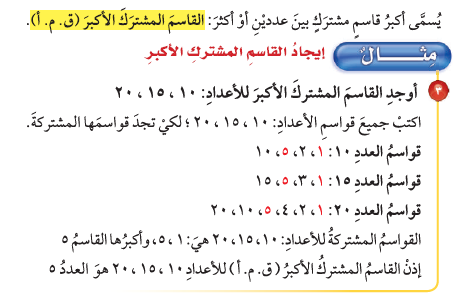 يُسمَّى أكبرُ قاسمٍ مشتركٍ بينَ عدديْنِ أوْ أكثرَ: القاسمَ المشتركَ الأكبرَ (ق. م. أ).
مِثــالٌ إيجادُ القاسمِ المشتركِ الأكبرِ
٣ أوجدِ القاسمَ المشتركَ الأكبرَ للأعدادِ: ١٠ ، ١٥ ، ٢٠
اكتبْ جميعَ قواسمِ الأعدادِ: ١٠ ، ١٥ ، ٢٠ ؛ لكيْ تجدَ قواسمَها المشتركةَ.
قواسمُ العددِ ١٠: ١ ، ٢ ، ٥ ، ١٠
قواسمُ العددِ ١٥: ١ ، ٣ ، ٥ ، ١٥
قواسمُ العددِ ٢٠: ١ ، ٢ ، ٤ ، ٥ ، ١٠ ، ٢٠
القواسمُ المشتركةُ للأعدادِ: ١٠ ، ١٥ ، ٢٠ هيَ: ١ ، ٥ ، وأكبرُها القاسمُ ٥
إذنْ القاسمُ المشتركُ الأكبرُ (ق. م. أ) للأعدادِ ١٠ ، ١٥ ، ٢٠ هوَ العددُ ٥